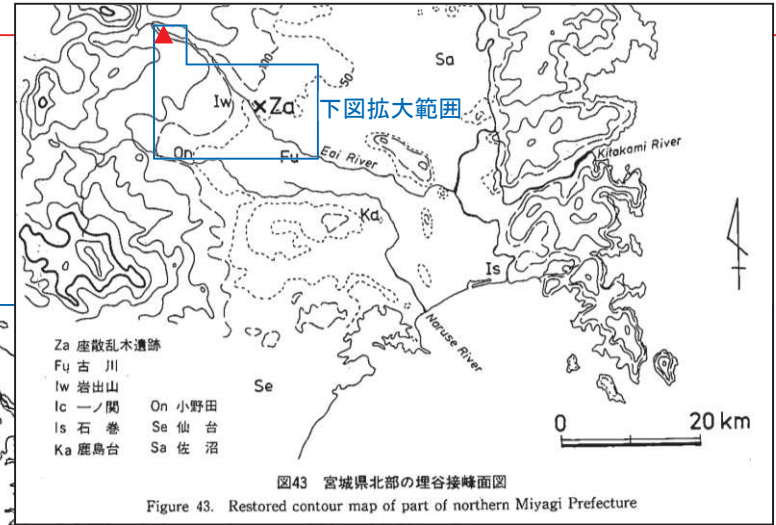 100
50
Sa
Iw
Za
下図拡大範囲
On
Fu
Eai River
Kitakami River
Ka
Is
Naruse River
Za 座散乱木遺跡
Fu 古 川
Iw 岩出山
Ic 一ノ関 On 小野田
Is 石 巻 Se 仙 台
Ka 鹿島台 Sa 佐 沼
Se
0 20 km
図43 宮城県北部の埋谷接峰面図
Figure 43. Restored contour map of part of northern Miyagi Prefecture